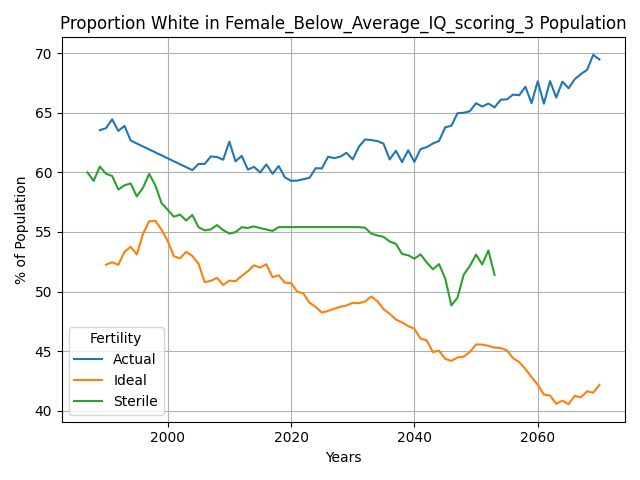 Proportion White in Female_Below_Average_IQ_scoring_3 Population
% of Population
70
65
60
55
50
45
40
Fertility
Actual
Ideal
Sterile
2000
2020
2040
2060
Years